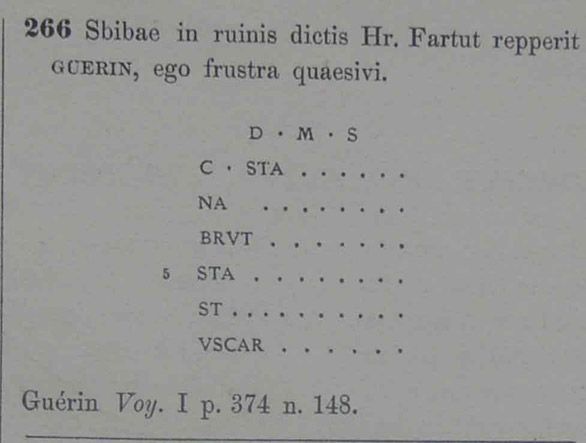 266 Sbibae in ruinis dictis Hr. Fartut repperit
GUERIN, ego frustra quaesivi.
D · M · S
C · STA . . . . . .
NA . . . . . . . .
BRVT . . . . . . .
5 STA . . . . . . . .
ST . . . . . . . . . .
VSCAR . . . . . .
Guérin Voy. I p. 374 n. 148.